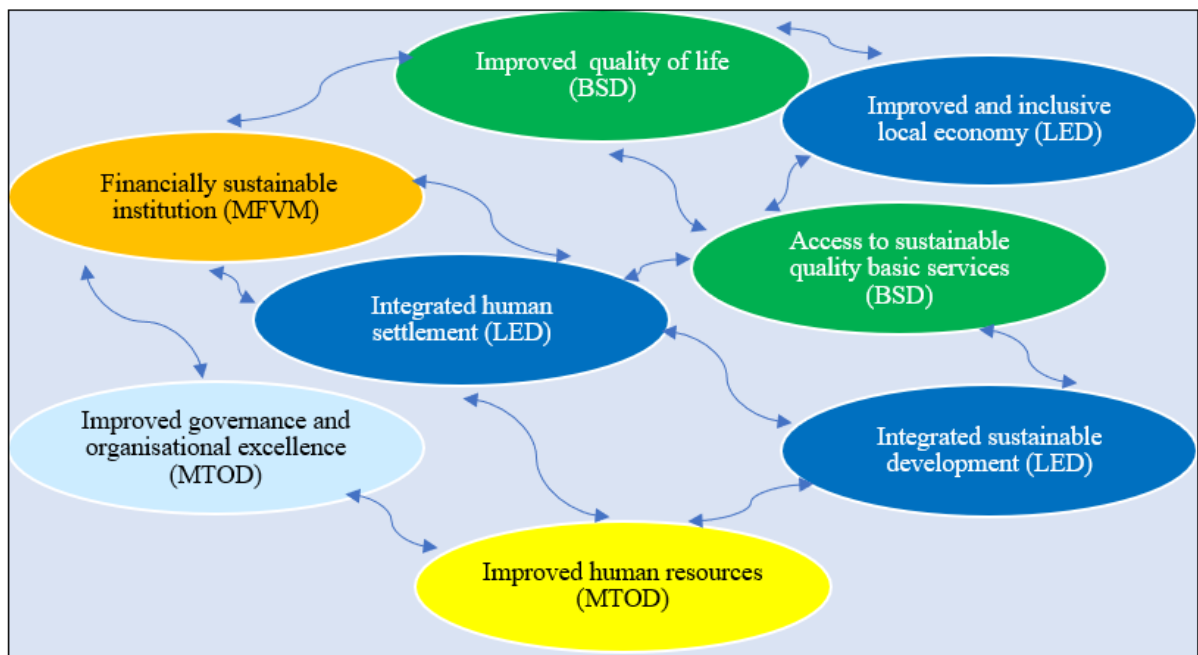 Improved quality of life
(BSD)
Improved and inclusive
local economy (LED)
Financially sustainable
institution (MFVM)
Access to sustainable
quality basic services
(BSD)
Integrated human
settlement (LED)
Improved governance and
organisational excellence
(MTOD)
Integrated sustainable
development (LED)
Improved human resources
(MTOD)